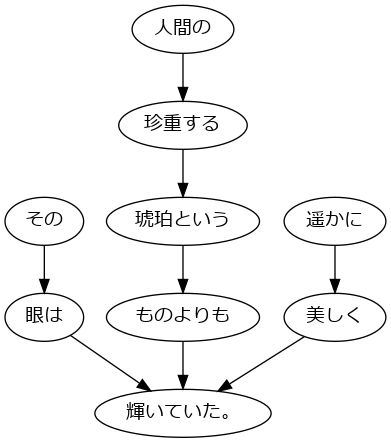 人間の
珍重する
その
琥珀という
遥かに
眼は
ものよりも
美しく
輝いていた。